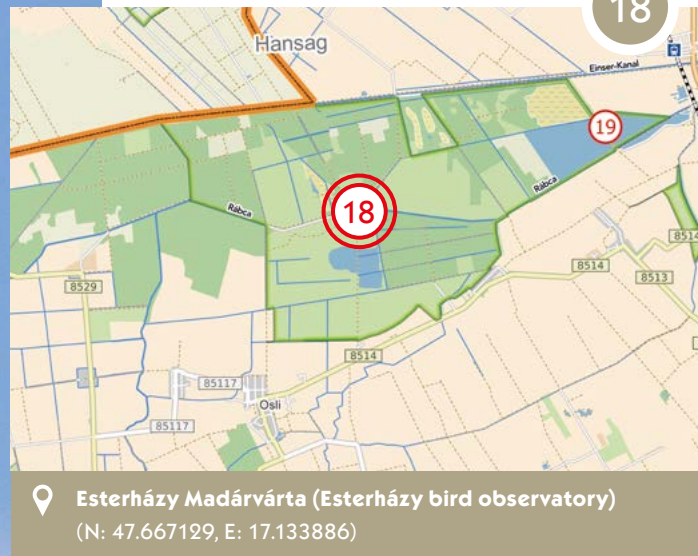 18
Hansag
Einser-Kanal
19
Rábca
Rábca
18
8514
8514
8513
8529
8514
85117
Osli
85117
Esterházy Madárvárta (Esterházy bird observatory)
(N: 47.667129, E: 17.133886)